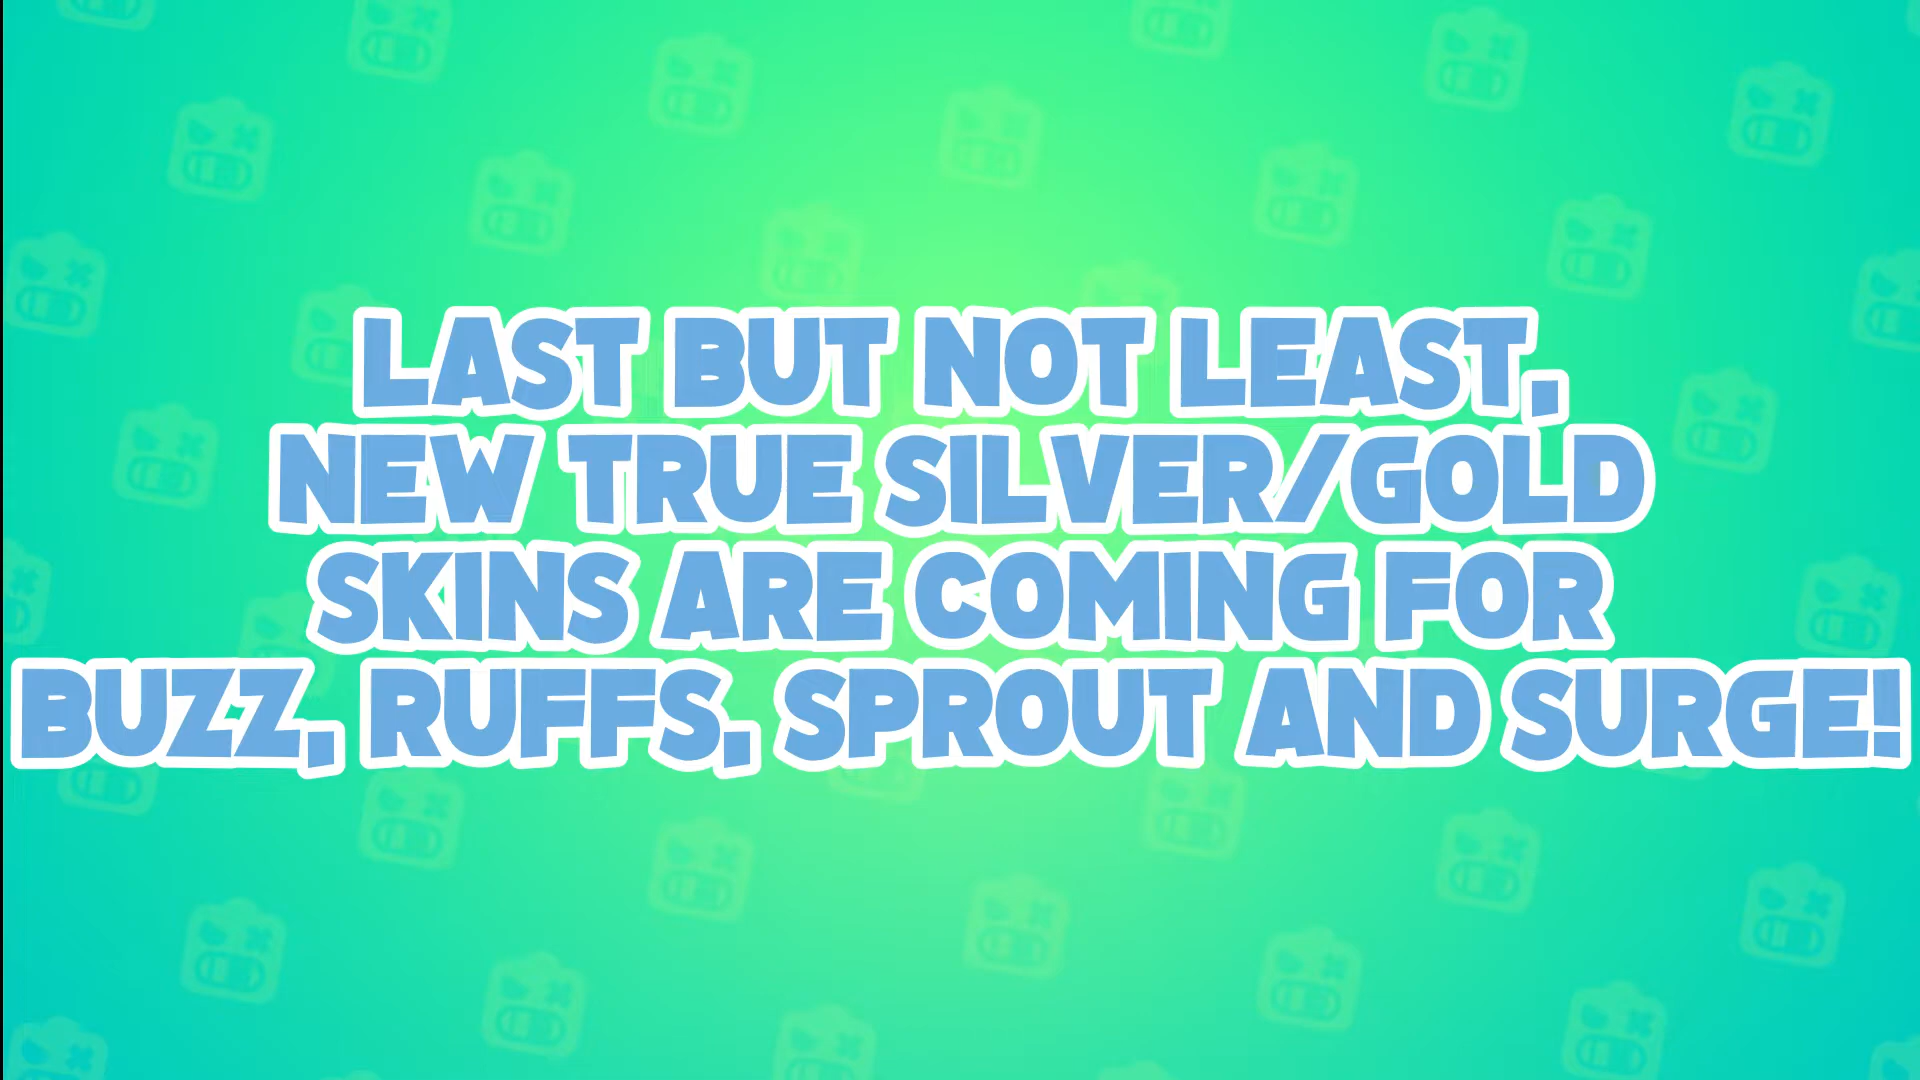 LAST BUT NOT LEAST,
NEW TRUE SILVER/GOLD
SKINS ARE COMING FOR
BUZZ, RUFFS, SPROUT AND SURGE!